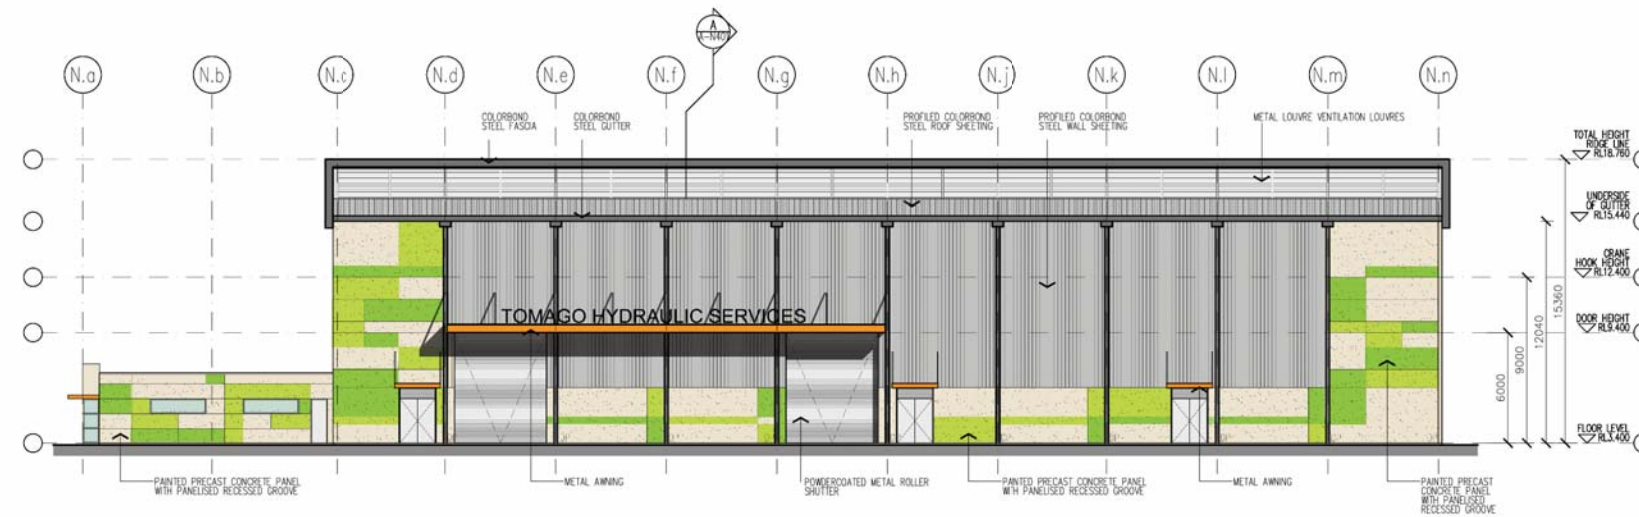 A
A-N401
N.a N.b N.c N.d N.e N.f N.g N.h N.j N.k N.l N.m N.n
COLORBOND
STEEL FASCIA
COLORBOND
STEEL GUTTER
PROFILED COLORBOND
STEEL ROOF SHEETING
PROFILED COLORBOND
STEEL WALL SHEETING
METAL LOUVRE VENTILATION LOUVRES
TOTAL HEIGHT
RIDGE LINE
RL18.760
UNDERSIDE
OF GUTTER
RL15.440
CRANE
HOOK HEIGHT
RL12.400
DOOR HEIGHT
RL9.400
FLOOR LEVEL
RL3.400
6000
9000
12040
15360
TOMAGO HYDRAULIC SERVICES
PAINTED PRECAST CONCRETE PANEL
WITH PANELISED RECESSED GROOVE
METAL AWNING
POWDERCOATED METAL ROLLER
SHUTTER
PAINTED PRECAST CONCRETE PANEL
WITH PANELISED RECESSED GROOVE
METAL AWNING
PAINTED PRECAST
CONCRETE PANEL
WITH PANELISED
RECESSED GROOVE